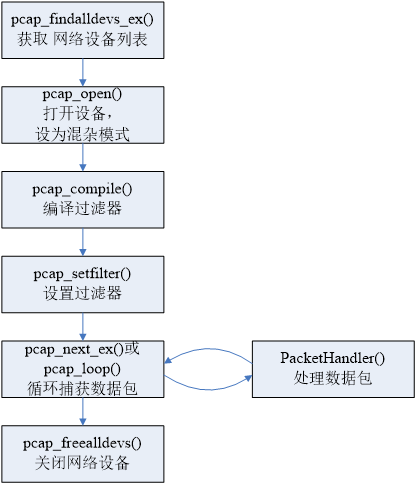 pcap_findalldevs_ex()
获取 网络设备列表
pcap_open()
打开设备，
设为混杂模式
pcap_compile()
编译过滤器
pcap_setfilter()
设置过滤器
pcap_next_ex()或
pcap_loop()
循环捕获数据包
PacketHandler()
处理数据包
pcap_freealldevs()
关闭网络设备